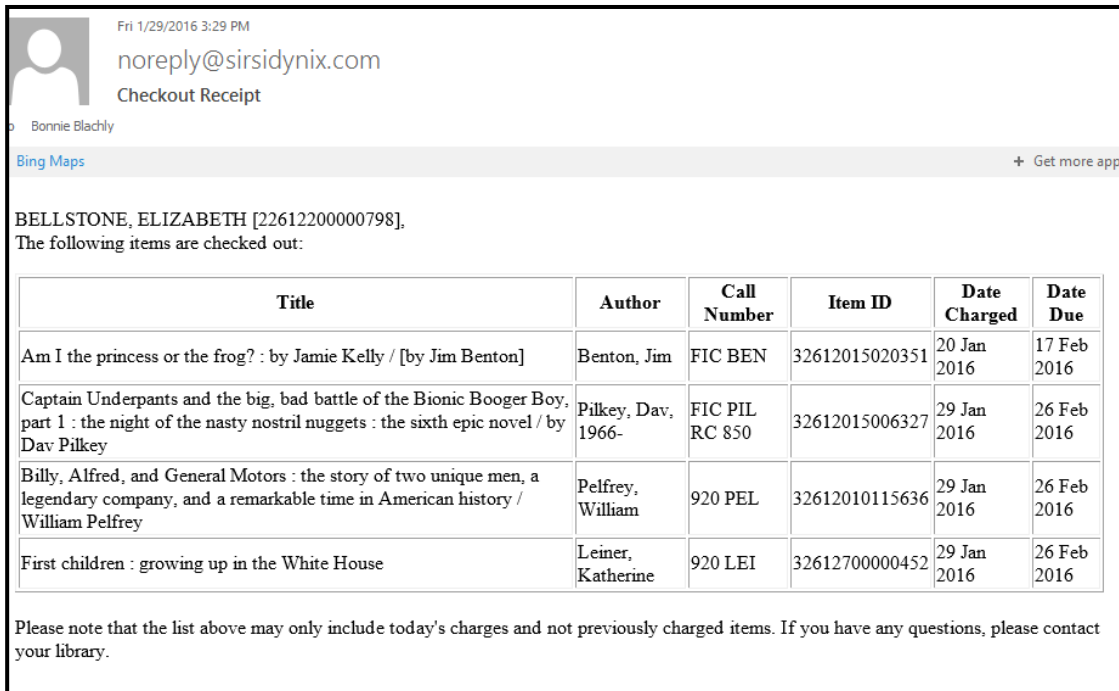 Fri 1/29/2016 3:29 PM
noreply@sirsidynix.com
Checkout Receipt
o Bonnie Blachly
Bing Maps + Get more app
BELLSTONE, ELIZABETH [22612200000798],
The following items are checked out:
Title Author Call Number Item ID Date Charged Date Due
Am I the princess or the frog? : by Jamie Kelly / [by Jim Benton] Benton, Jim FIC BEN 32612015020351 20 Jan 2016 17 Feb 2016
Captain Underpants and the big, bad battle of the Bionic Booger Boy, part 1 : the night of the nasty nostril nuggets : the sixth epic novel / by Dav Pilkey Pilkey, Dav, 1966- FIC PIL RC 850 32612015006327 29 Jan 2016 26 Feb 2016
Billy, Alfred, and General Motors : the story of two unique men, a legendary company, and a remarkable time in American history / William Pelfrey Pelfrey, William 920 PEL 32612010115636 29 Jan 2016 26 Feb 2016
First children : growing up in the White House Leiner, Katherine 920 LEI 32612700000452 29 Jan 2016 26 Feb 2016
Please note that the list above may only include today's charges and not previously charged items. If you have any questions, please contact
your library.